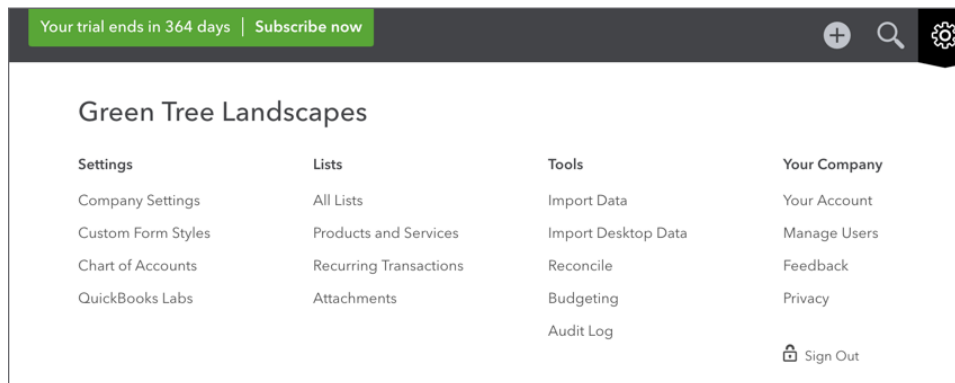 Your trial ends in 364 days | Subscribe now
Green Tree Landscapes
Settings
Company Settings
Custom Form Styles
Chart of Accounts
QuickBooks Labs
Lists
All Lists
Products and Services
Recurring Transactions
Attachments
Tools
Import Data
Import Desktop Data
Reconcile
Budgeting
Audit Log
Your Company
Your Account
Manage Users
Feedback
Privacy
Sign Out